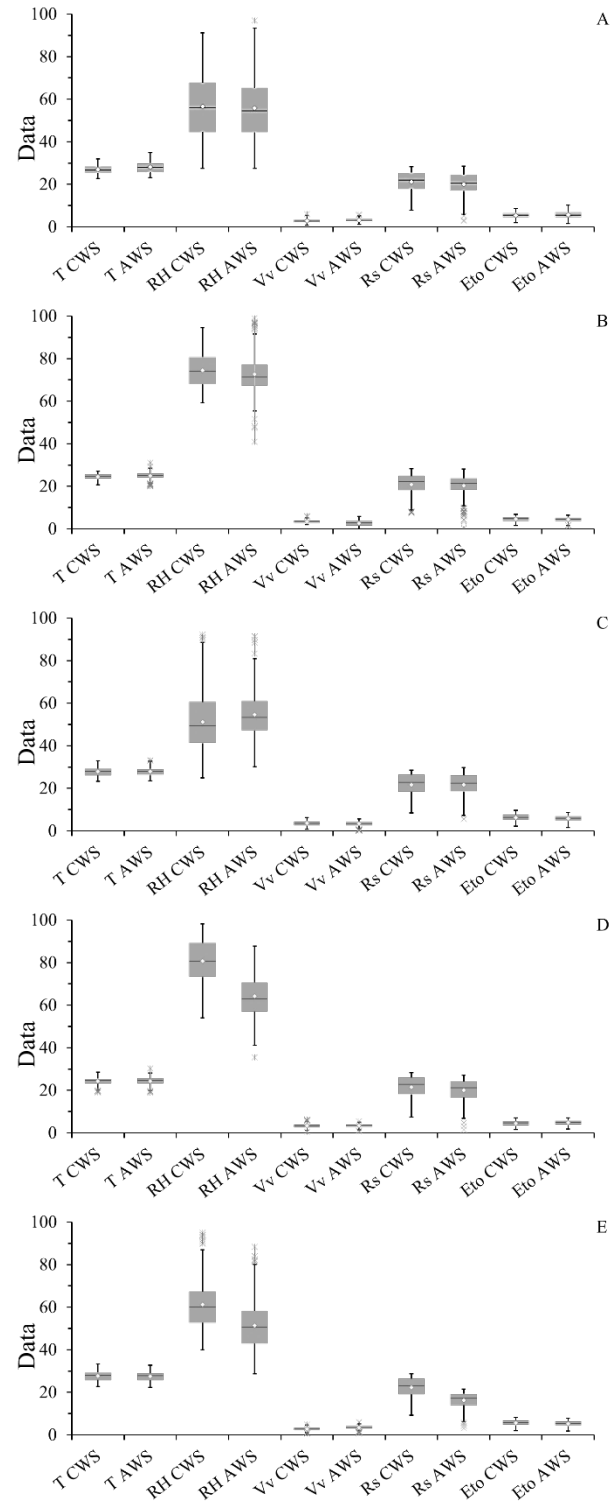 A
100
80
60
40
20
0
Data
T CWS
T AWS
RH CWS
RH AWS
Vv CWS
Vv AWS
Rs CWS
Rs AWS
Eto CWS
Eto AWS
B
100
80
60
40
20
0
Data
T CWS
T AWS
RH CWS
RH AWS
Vv CWS
Vv AWS
Rs CWS
Rs AWS
Eto CWS
Eto AWS
C
100
80
60
40
20
0
Data
T CWS
T AWS
RH CWS
RH AWS
Vv CWS
Vv AWS
Rs CWS
Rs AWS
Eto CWS
Eto AWS
D
100
80
60
40
20
0
Data
T CWS
T AWS
RH CWS
RH AWS
Vv CWS
Vv AWS
Rs CWS
Rs AWS
Eto CWS
Eto AWS
E
100
80
60
40
20
0
Data
T CWS
T AWS
RH CWS
RH AWS
Vv CWS
Vv AWS
Rs CWS
Rs AWS
Eto CWS
Eto AWS